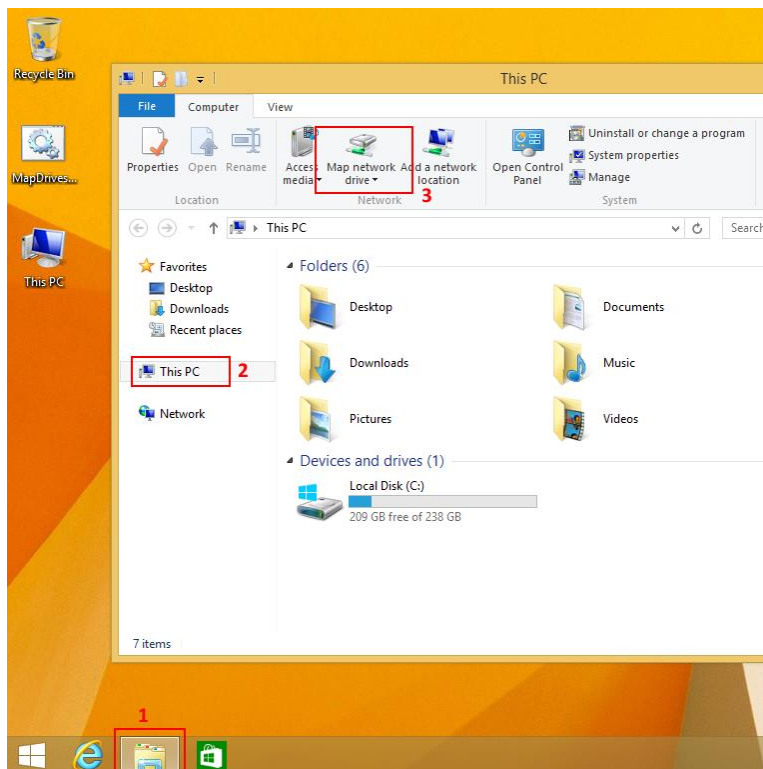 Recycle Bin
MapDrives...
This PC
This PC
File Computer View
Properties Open Rename Access media Map network drive Add a network location Open Control Panel
Uninstall or change a program
System properties
Manage
Location Network System
3
This PC
Search
Favorites
Desktop
Downloads
Recent places
This PC 2
Network
Folders (6)
Desktop Documents
Downloads Music
Pictures Videos
Devices and drives (1)
Local Disk (C:)
209 GB free of 238 GB
7 items
1